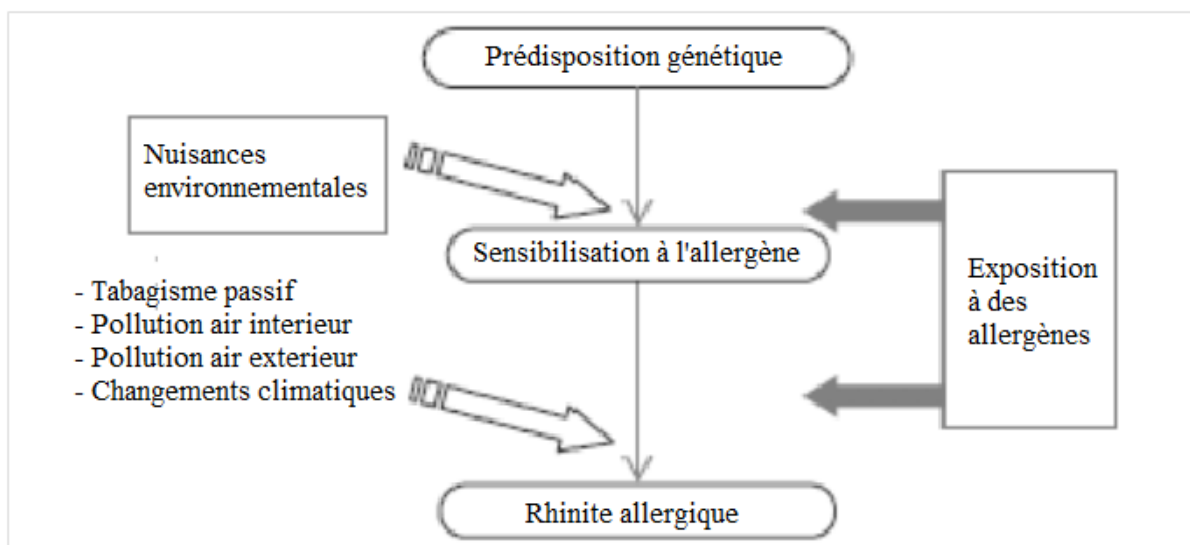 Prédisposition génétique
Nuisances
environnementales
Sensibilisation à l'allergène
- Tabagisme passif
- Pollution air interieur
- Pollution air exterieur
- Changements climatiques
Exposition
à des
allergènes
Rhinite allergique